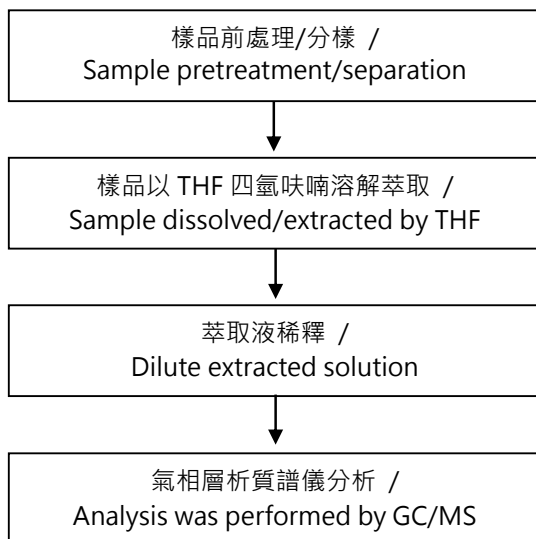 樣品前處理/分樣 /
Sample pretreatment/separation
樣品以 THF 四氫呋喃溶解萃取 /
Sample dissolved/extracted by THF
萃取液稀釋 /
Dilute extracted solution
氣相層析質譜儀分析 /
Analysis was performed by GC/MS